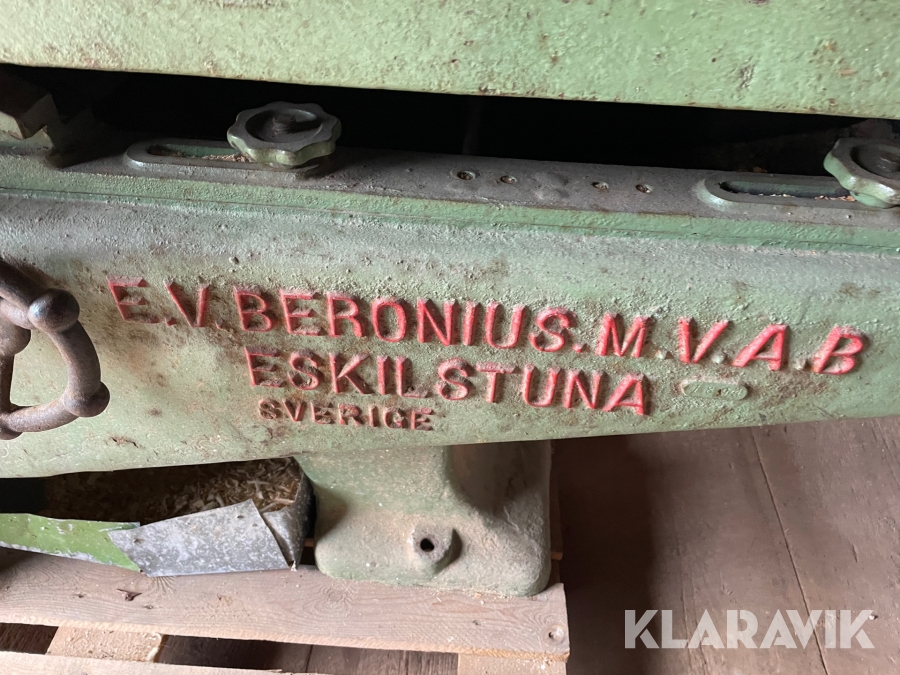 E.V.BERONIUS.M.V.A.B
ESKILSTUNA
SVERIGE
KLARAVIK